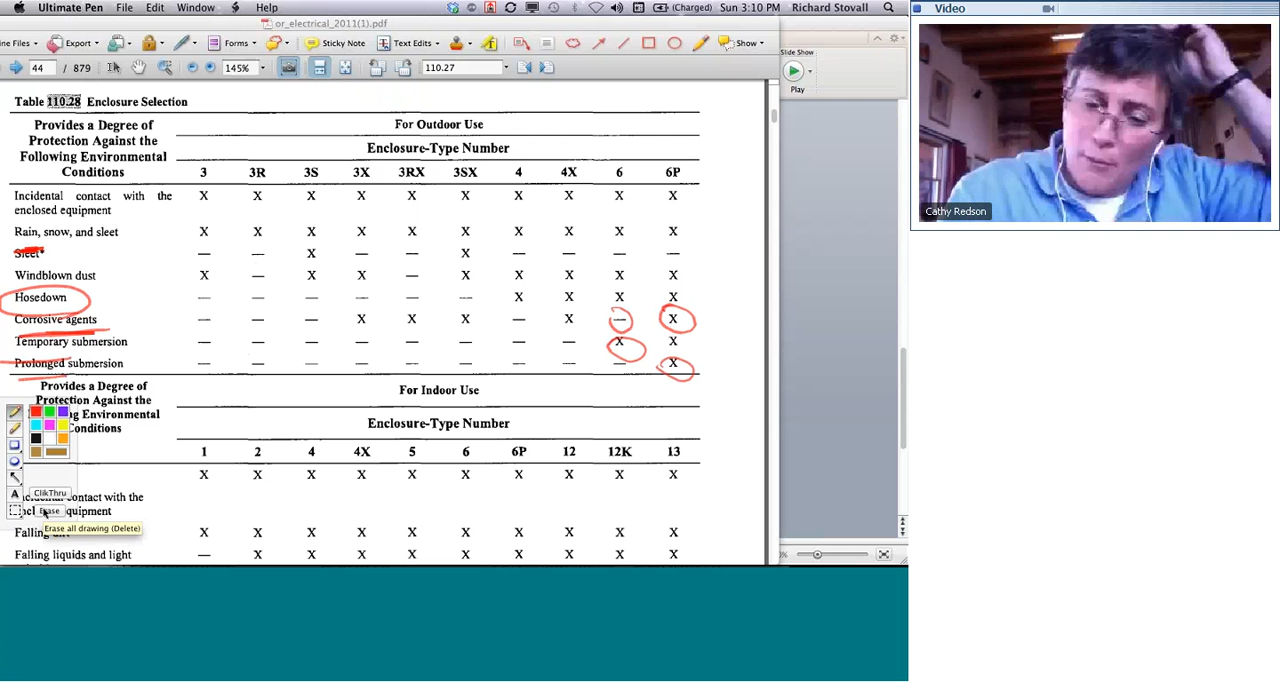 Ultimate Pen File Edit Window Help (Charged) Sun 3:10 PM Richard Stovall
or_electrical_2011(1).pdf
ne Files Export Forms Sticky Note Text Edits Show
44 / 879 145% 110.27
Slide Show
Play
Table 110.28 Enclosure Selection
Provides a Degree of
Protection Against the
Following Environmental
Conditions
For Outdoor Use
Enclosure-Type Number
3 3R 3S 3X 3RX 3SX 4 4X 6 6P
Incidental contact with the
enclosed equipment
X X X X X X X X X X
Rain, snow, and sleet X X X X X X X X X X
Sleet* — — X — — X — — — —
Windblown dust X — X X — X X X X X
Hosedown — — — — — — X X X X
Corrosive agents — — — X X X — X — X
Temporary submersion — — — — — — — — X X
Prolonged submersion — — — — — — — — — X
Provides a Degree of
Protection Against the
Environmental
Conditions
For Indoor Use
Enclosure-Type Number
1 2 4 4X 5 6 6P 12 12K 13
X X X X X X X X X X
contact with the
equipment
Falling X X X X X X X X X X
Falling liquids and light — X X X X X X X X X
A
ClikThru
Erase
Erase all drawing (Delete)
Video
Cathy Redson